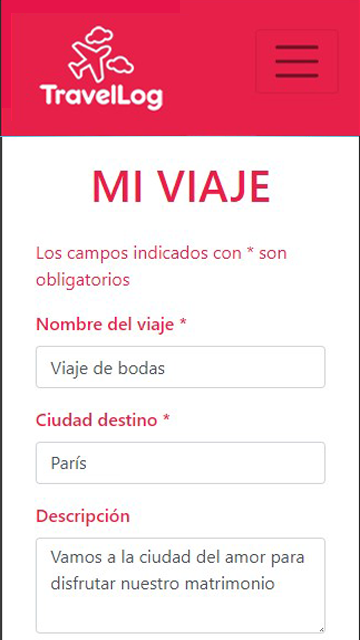 TravelLog
MI VIAJE
Los campos indicados con * son
obligatorios
Nombre del viaje *
Viaje de bodas
Ciudad destino *
París
Descripción
Vamos a la ciudad del amor para
disfrutar nuestro matrimonio